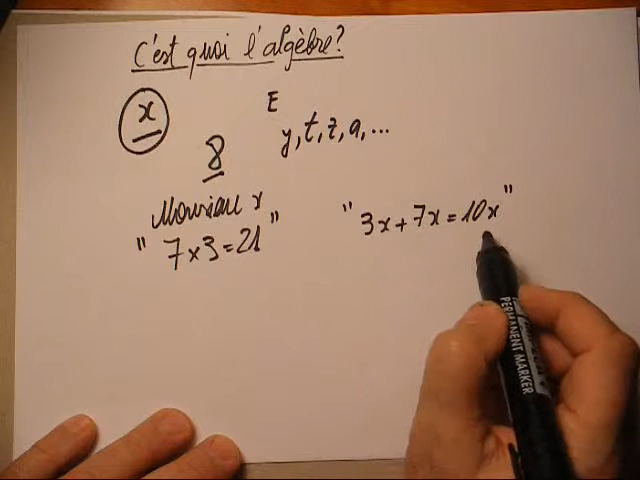 C'est quoi l'algèbre?
x
E
y, t, z, a, ...
8
Monsieur x
" 7 x 3 = 21 "
" 3x + 7x = 10x "
PERMANENT MARKER